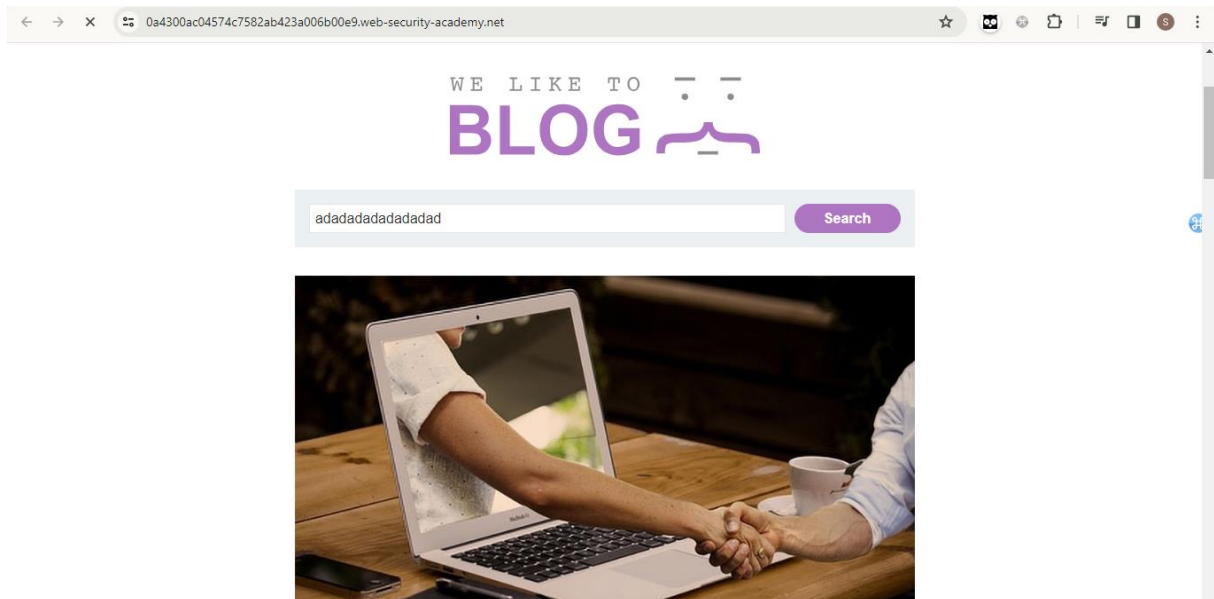 0a4300ac04574c7582ab423a006b00e9.web-security-academy.net
S
WE LIKE TO
BLOG
adadadadadadadad
Search